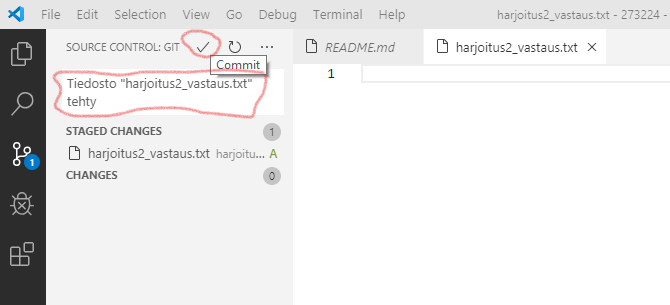 File Edit Selection View Go Debug Terminal Help harjoitus2_vastaus.txt - 273224 -
SOURCE CONTROL: GIT
README.md
harjoitus2_vastaus.txt
Commit
Tiedosto "harjoitus2_vastaus.txt"
tehty
1
STAGED CHANGES 1
harjoitus2_vastaus.txt harjoitu... A
CHANGES 0
1